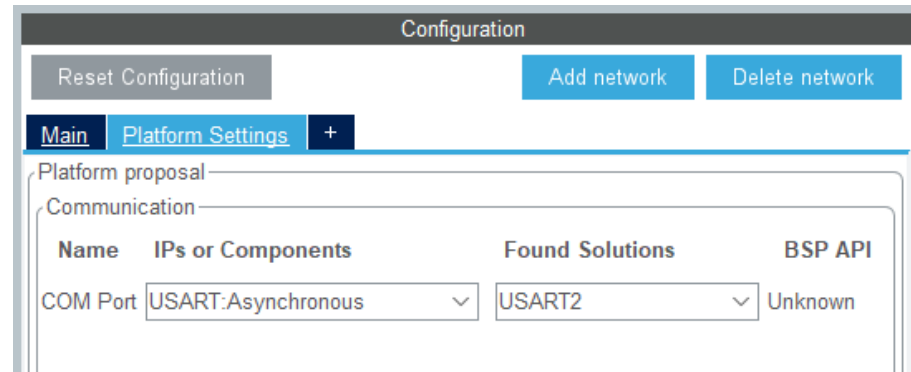 Configuration
Reset Configuration Add network Delete network
Main Platform Settings +
Platform proposal
Communication
Name IPs or Components Found Solutions BSP API
COM Port USART:Asynchronous USART2 Unknown